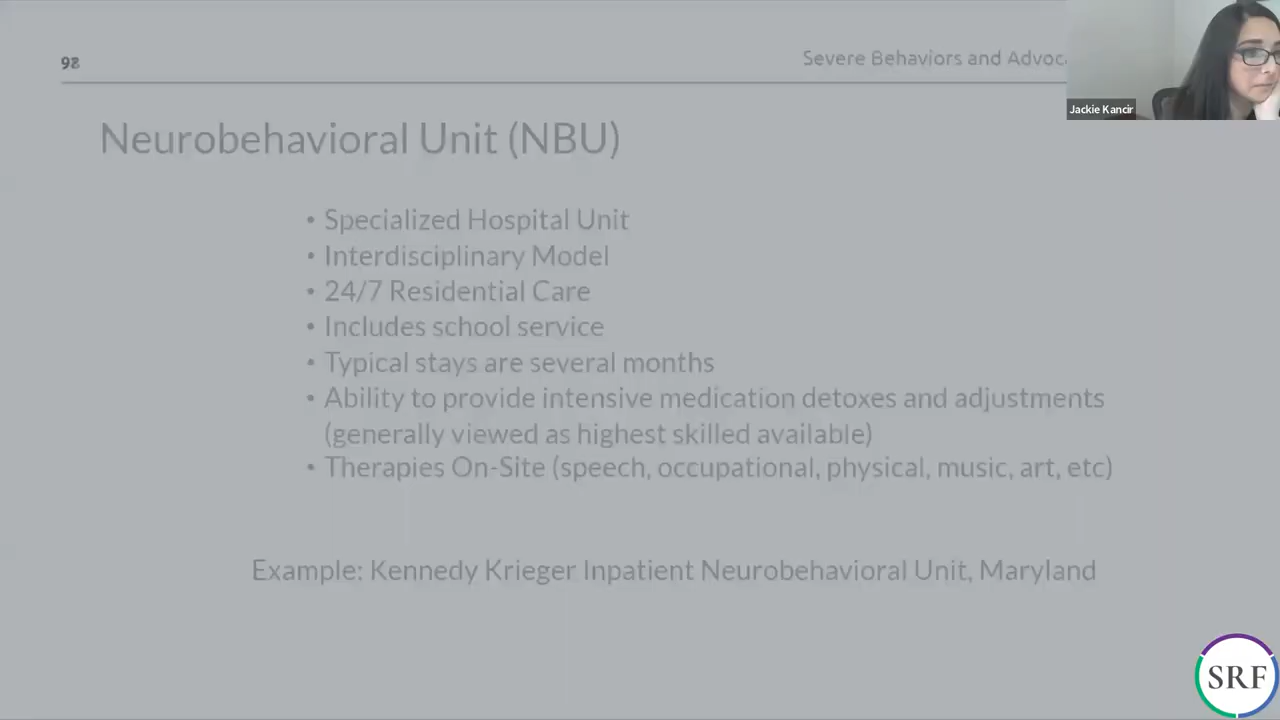 Severe Behaviors and Advoca
Jackie Kancir
Neurobehavioral Unit (NBU)
• Specialized Hospital Unit
• Interdisciplinary Model
• 24/7 Residential Care
• Includes school service
• Typical stays are several months
• Ability to provide intensive medication detoxes and adjustments
(generally viewed as highest skilled available)
• Therapies On-Site (speech, occupational, physical, music, art, etc)
Example: Kennedy Krieger Inpatient Neurobehavioral Unit, Maryland
SRF